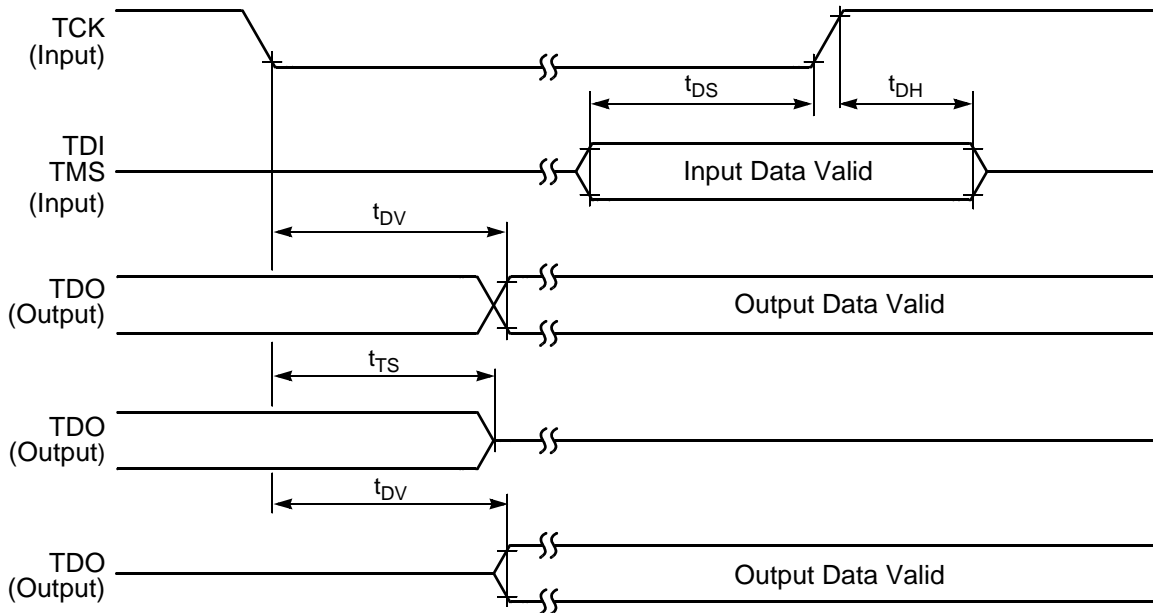 TCK
(Input)
tDS
tDH
TDI
TMS
(Input)
Input Data Valid
tDV
TDO
(Output)
Output Data Valid
tTS
TDO
(Output)
tDV
TDO
(Output)
Output Data Valid